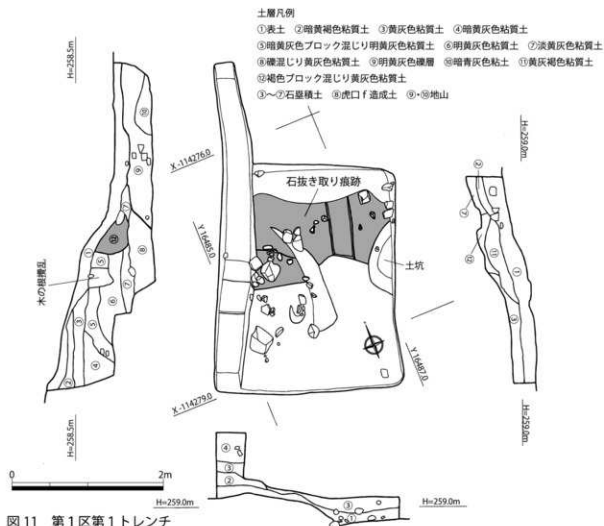 土層凡例
①表土 ②暗黄褐色粘質土 ③黄灰色粘質土 ④暗黄灰色粘質土
⑤暗黄灰色ブロック混じり明黄灰色粘質土 ⑥明黄灰色粘質土 ⑦淡黄灰色粘質土
⑧礫混じり黄灰色粘質土 ⑨明黄灰色礫層 ⑩暗青灰色粘土 ⑪黄灰褐色粘質土
⑫褐色ブロック混じり黄灰色粘質土
③～⑦石塁積土 ⑧虎口f造成土 ⑨・⑩地山
H=258.5m
H=259.0m
X-114276.0
石抜き取り痕跡
Y 16485.0
土坑
木の根攪乱
Y 16487.0
X-114279.0
H=258.5m
H=259.0m
0 2m
④
③
②
H=259.0m
③
①
H=259.0m
図11 第1区第1トレンチ